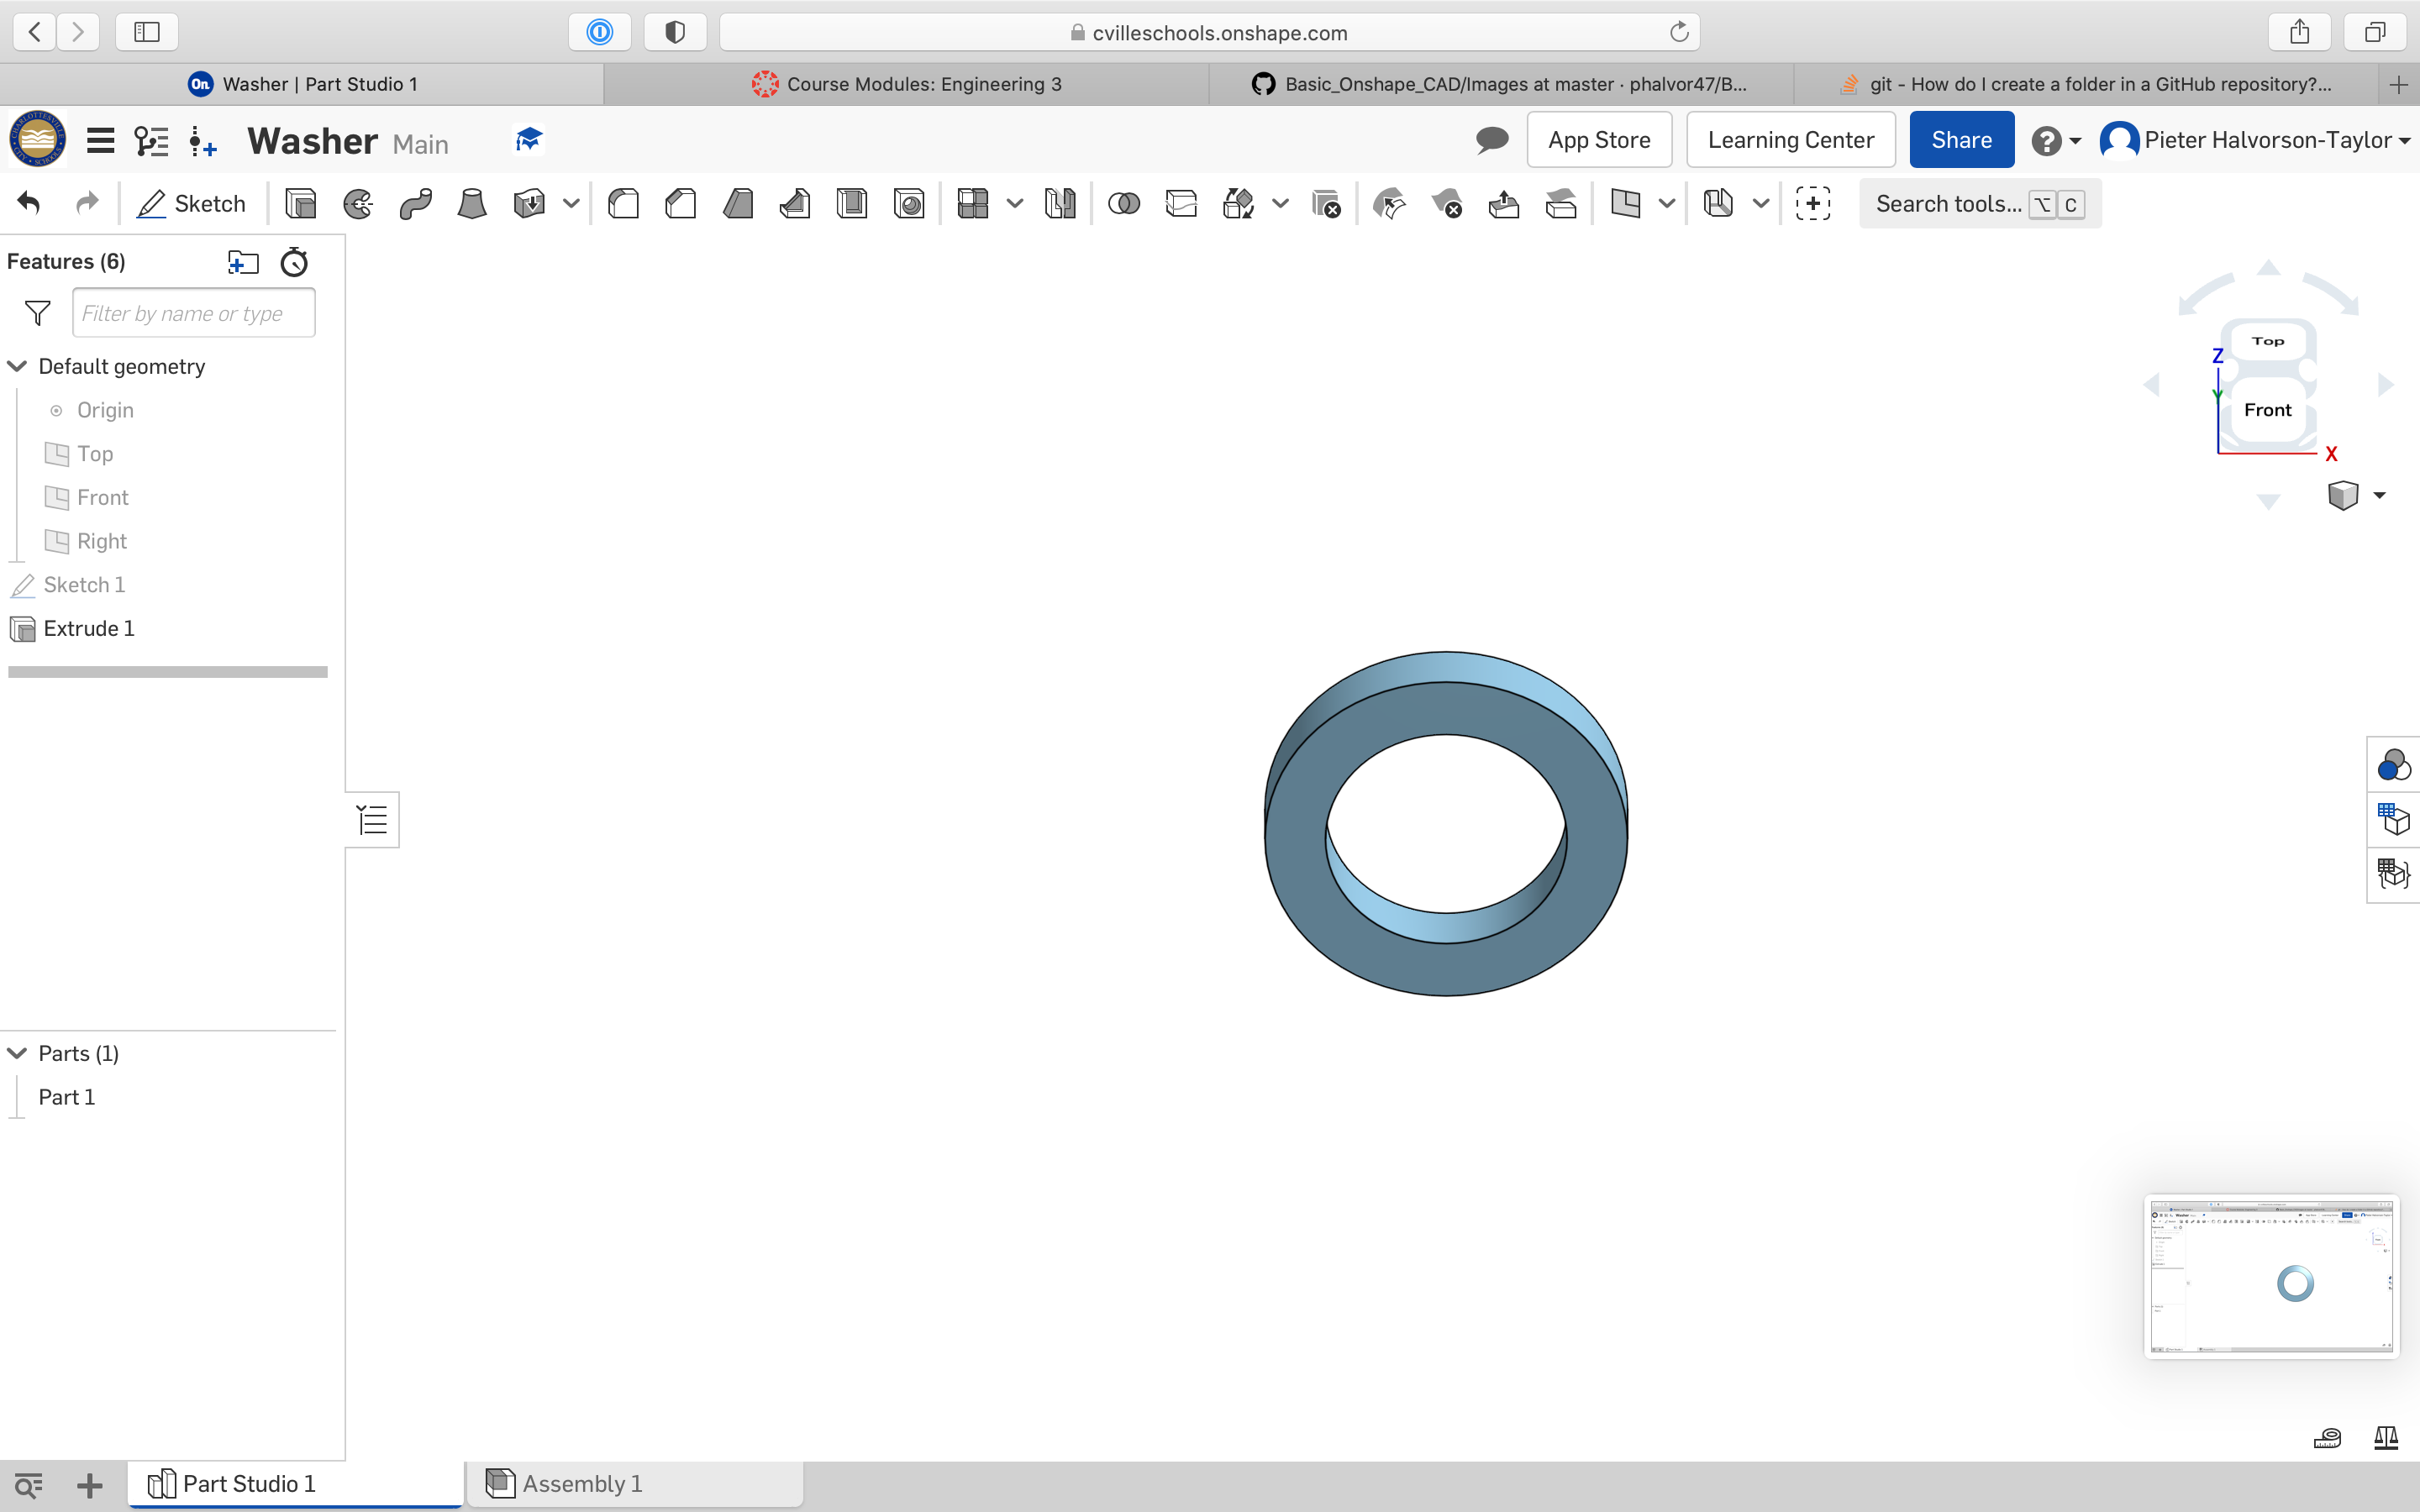 cvilleschools.onshape.com
On Washer | Part Studio 1
Course Modules: Engineering 3
Basic_Onshape_CAD/Images at master · phalvor47/B...
git - How do I create a folder in a GitHub repository?...
Washer Main
App Store
Learning Center
Share
Pieter Halvorson-Taylor
Sketch
Search tools... ⌥ C
Features (6)
Filter by name or type
Default geometry
Origin
Top
Front
Right
Sketch 1
Extrude 1
Top
Z
Y
Front
X
Parts (1)
Part 1
Part Studio 1
Assembly 1